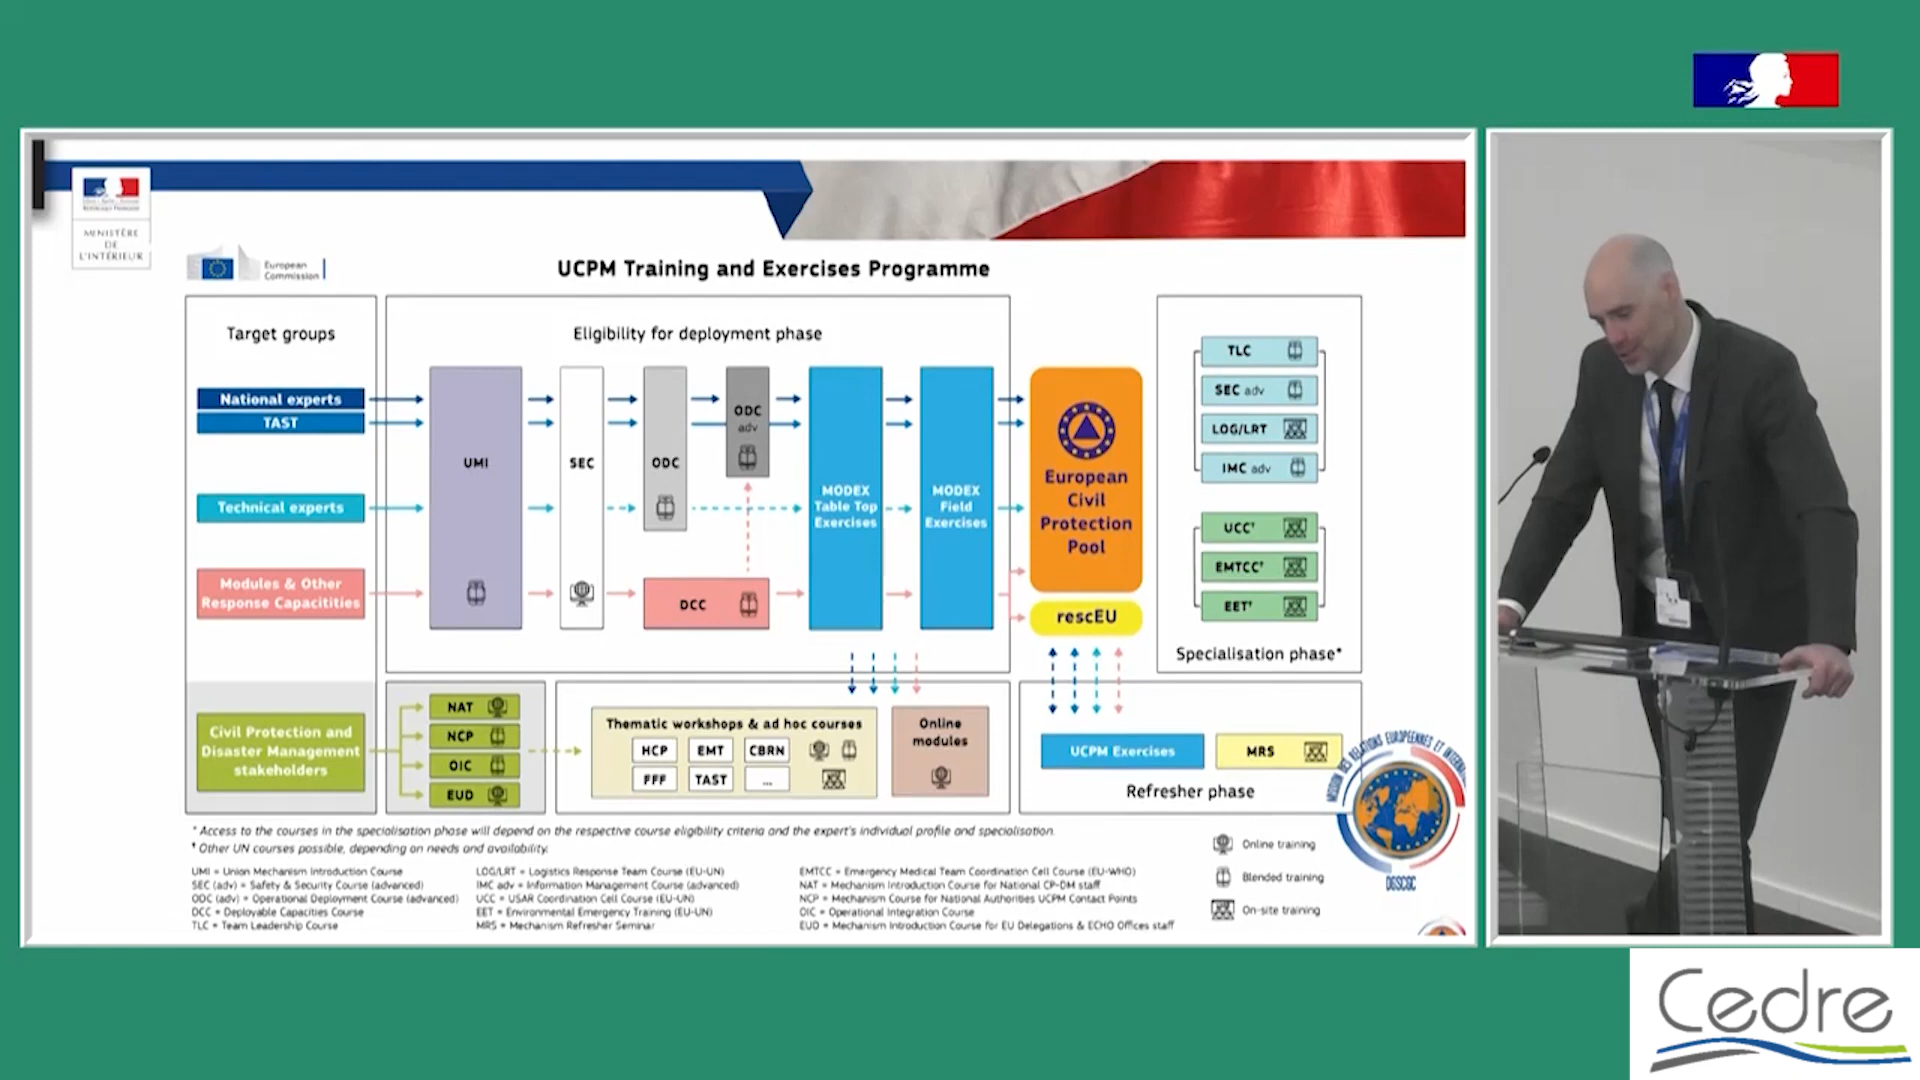 RÉPUBLIQUE FRANÇAISE
MINISTÈRE
DE
L'INTÉRIEUR
European
Commission
UCPM Training and Exercises Programme
Target groups
Eligibility for deployment phase
National experts
TAST
Technical experts
Modules & Other
Response Capacitities
UMI
SEC
ODC
ODC
adv
DCC
MODEX
Table Top
Exercises
MODEX
Field
Exercises
European
Civil
Protection
Pool
rescEU
TLC
SEC adv
LOG/LRT
IMC adv
UCC†
EMTCC†
EET†
Specialisation phase*
Civil Protection and
Disaster Management
stakeholders
NAT
NCP
OIC
EUD
Thematic workshops & ad hoc courses
HCP EMT CBRN
FFF TAST ...
Online
modules
UCPM Exercises
MRS
Refresher phase
* Access to the courses in the specialisation phase will depend on the respective course eligibility criteria and the expert's individual profile and specialisation.
† Other UN courses possible, depending on needs and availability.
UMI = Union Mechanism Introduction Course
SEC (adv) = Safety & Security Course (advanced)
ODC (adv) = Operational Deployment Course (advanced)
DCC = Deployable Capacities Course
TLC = Team Leadership Course
LOG/LRT = Logistics Response Team Course (EU-UN)
IMC adv = Information Management Course (advanced)
UCC = USAR Coordination Cell Course (EU-UN)
EET = Environmental Emergency Training (EU-UN)
MRS = Mechanism Refresher Seminar
EMTCC = Emergency Medical Team Coordination Cell Course (EU-WHO)
NAT = Mechanism Introduction Course for National CP-DM staff
NCP = Mechanism Course for National Authorities UCPM Contact Points
OIC = Operational Integration Course
EUD = Mechanism Introduction Course for EU Delegations & ECHO Offices staff
Online training
Blended training
On-site training
MISSION DES RELATIONS EUROPÉENNES ET
DGSCGC
Cedre